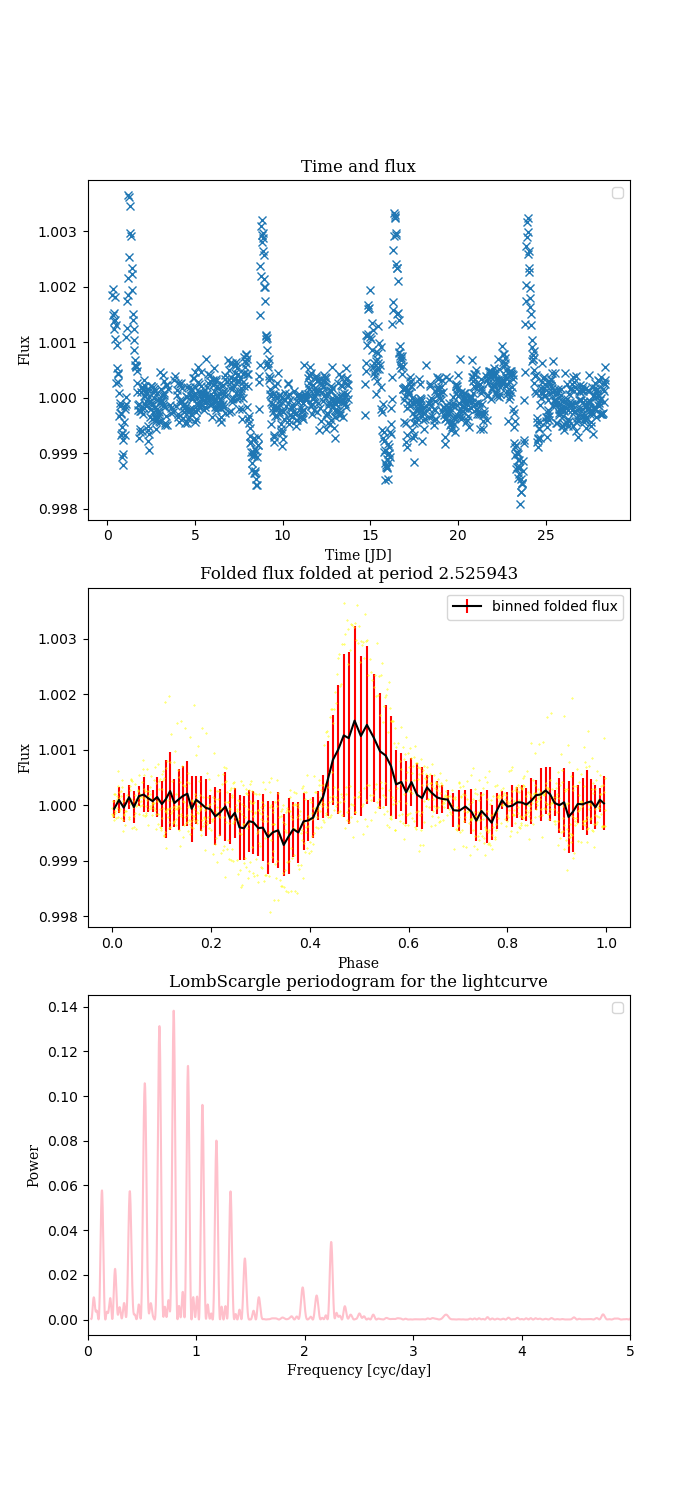 Time and flux
Flux
1.003
1.002
1.001
1.000
0.999
0.998
0 5 10 15 20 25
Time [JD]
Folded flux folded at period 2.525943
binned folded flux
Flux
1.003
1.002
1.001
1.000
0.999
0.998
0.0 0.2 0.4 0.6 0.8 1.0
Phase
LombScargle periodogram for the lightcurve
Power
0.14
0.12
0.10
0.08
0.06
0.04
0.02
0.00
0 1 2 3 4 5
Frequency [cyc/day]